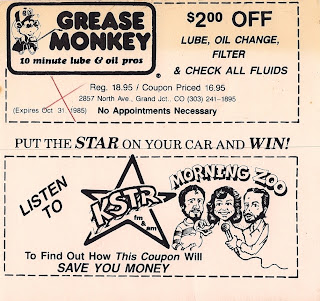 GREASE
MONKEY
10 minute lube & oil pros
®
$2⁰⁰ OFF
LUBE, OIL CHANGE,
FILTER
& CHECK ALL FLUIDS
Reg. 18.95 / Coupon Priced 16.95
2857 North Ave., Grand Jct., CO (303) 241-1895
(Expires Oct 31, 1985) No Appointments Necessary
PUT THE STAR ON YOUR CAR AND WIN!
LISTEN
TO
KSTR
fm
& am
MORNING ZOO
To Find Out How This Coupon Will
SAVE YOU MONEY